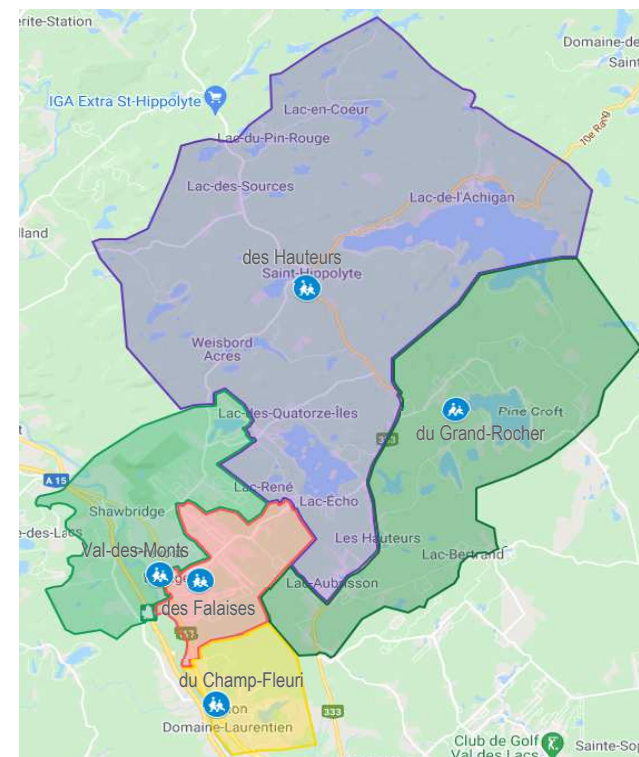 rite-Station
Domaine-de
Saint
IGA Extra St-Hippolyte
Lac-en-Coeur
70e Rang
Lac-du-Pin-Rouge
Lac-des-Sources
Lac-de-l'Achigan
lland
des Hauteurs
Saint-Hippolyte
Weisbord
Acres
Lac-des-Quatorze-Îles
Pine Croft
du Grand-Rocher
333
A 15
Lac-René
Lac-Écho
Shawbridge
e-des-Lacs
Les Hauteurs
Val-des-Monts
Lac-Bertrand
Lac-Aubrisson
des Falaises
117
du Champ-Fleuri
Domaine-Laurentien
333
Club de Golf
Val des Lacs
Sainte-Sop